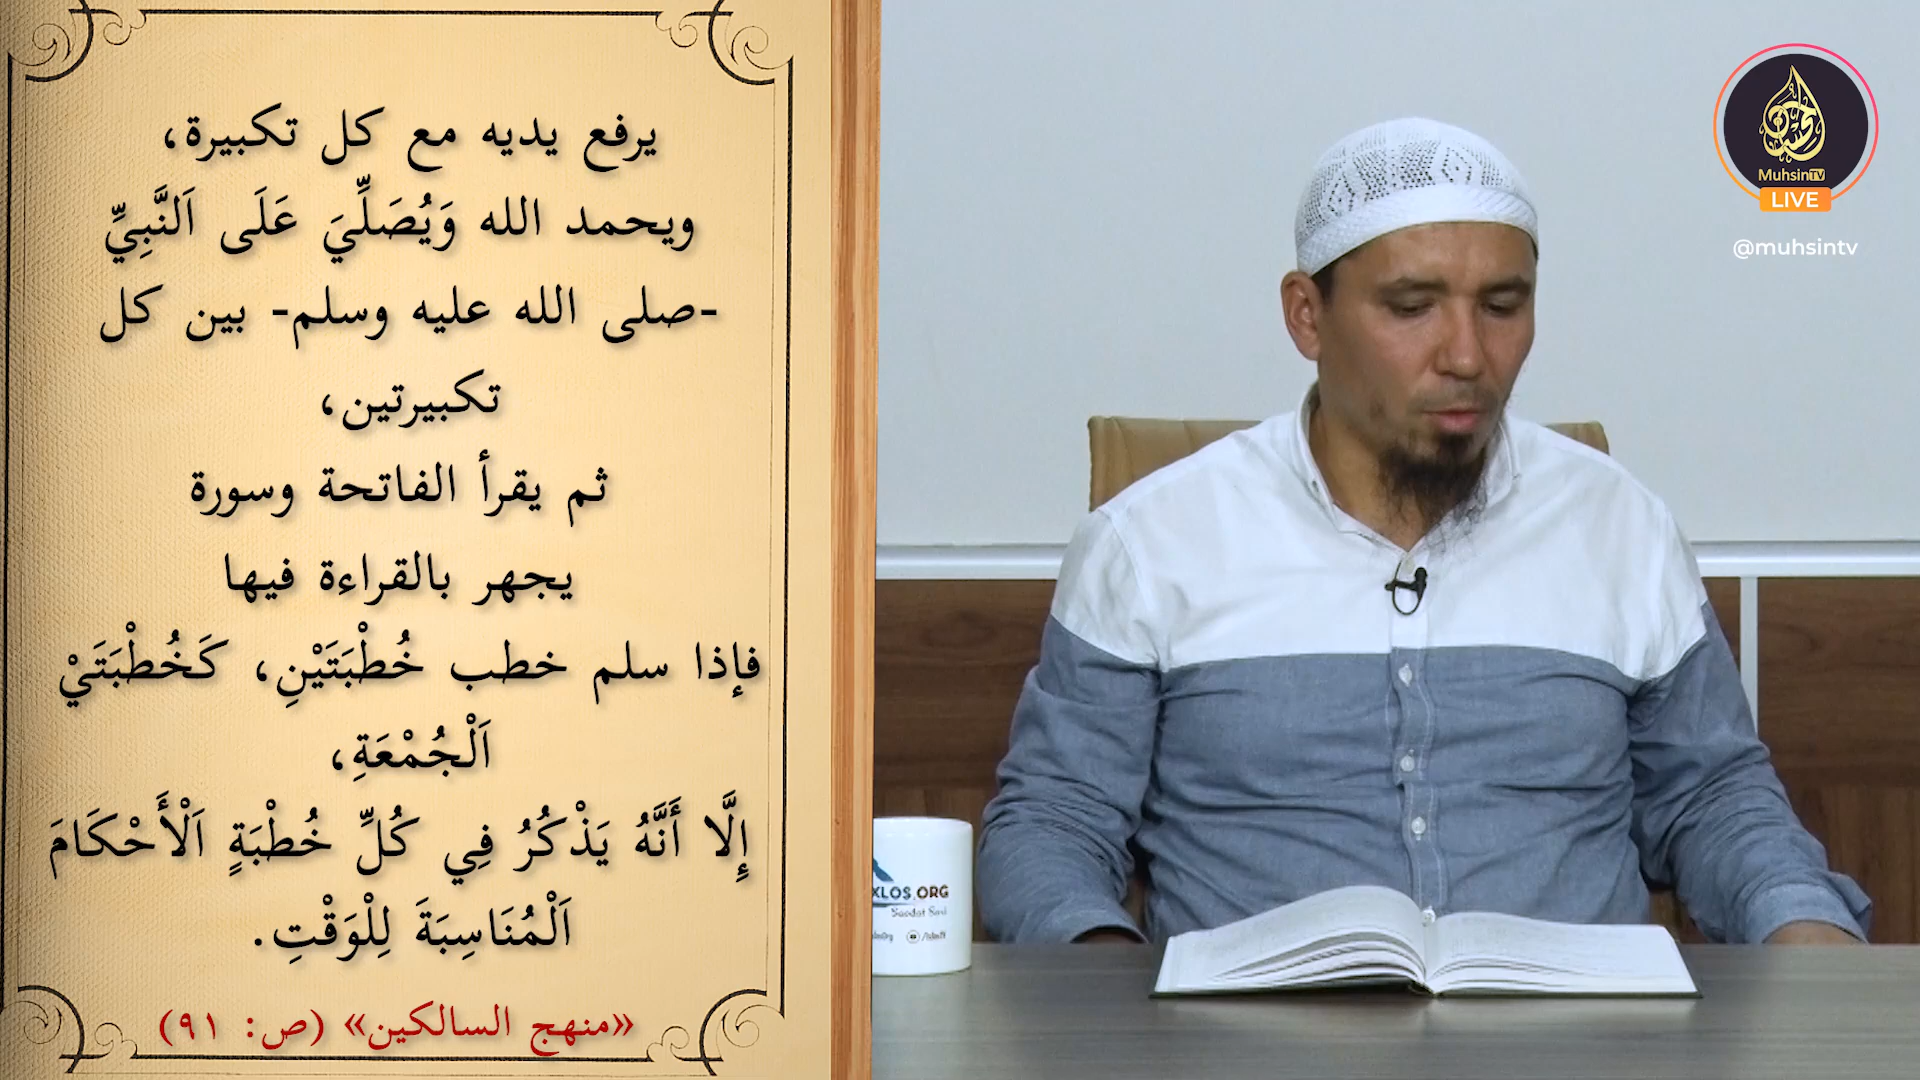 يرفع يديه مع كل تكبيرة،
ويحمد الله وَيُصَلِّيَ عَلَى اَلنَّبِيِّ
-صلى الله عليه وسلم- بين كل
تكبيرتين،
ثم يقرأ الفاتحة وسورة
يجهر بالقراءة فيها
فإذا سلم خطب خُطْبَتَيْنِ، كَخُطْبَتَيْ
اَلْجُمْعَةِ،
إِلَّا أَنَّهُ يَذْكُرُ فِي كُلِّ خُطْبَةٍ اَلْأَحْكَامَ
اَلْمُنَاسِبَةَ لِلْوَقْتِ.
«منهج السالكين» (ص: ٩١)
MuhsinTV
LIVE
@muhsintv
XLOS.ORG